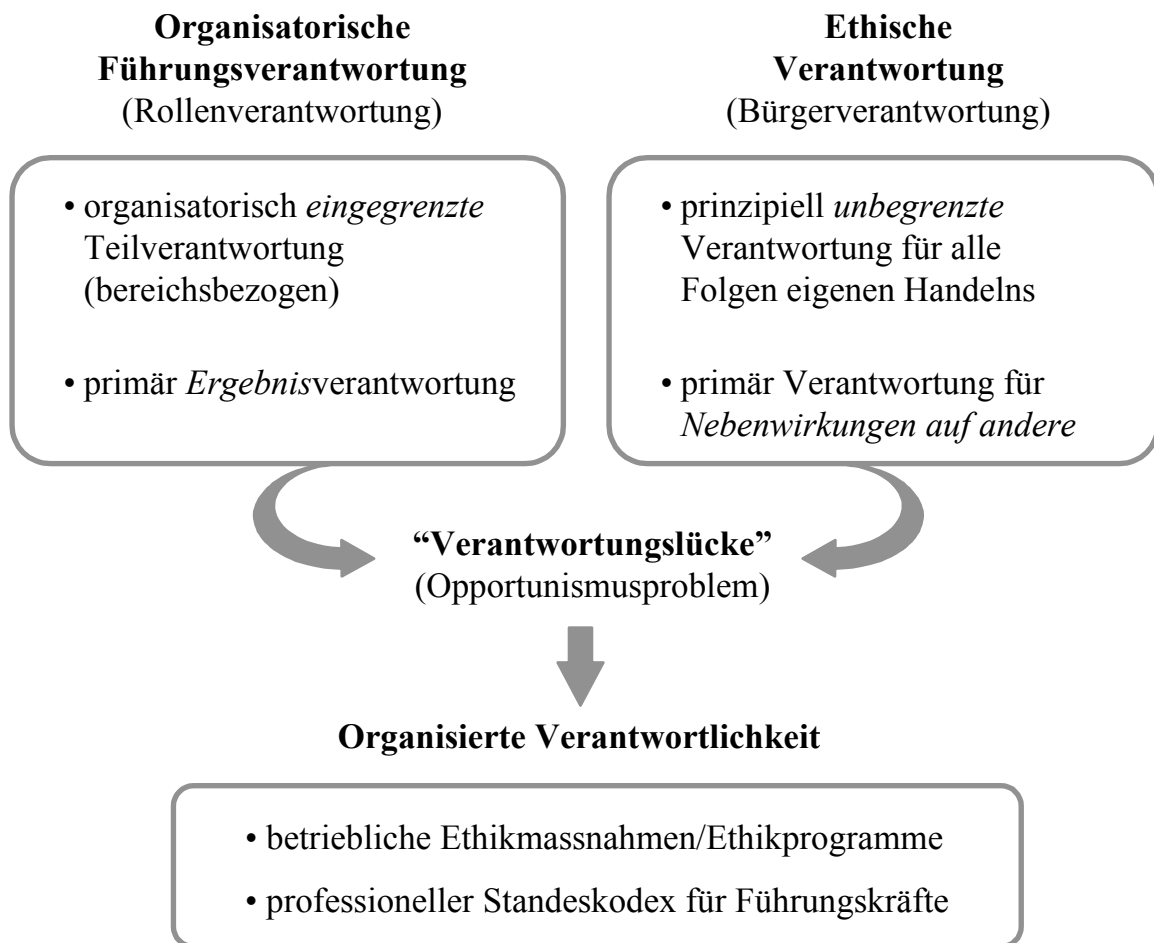 Organisatorische
Führungsverantwortung
(Rollenverantwortung)
• organisatorisch eingegrenzte
Teilverantwortung
(bereichsbezogen)
• primär Ergebnisverantwortung
Ethische
Verantwortung
(Bürgerverantwortung)
• prinzipiell unbegrenzte
Verantwortung für alle
Folgen eigenen Handelns
• primär Verantwortung für
Nebenwirkungen auf andere
“Verantwortungslücke”
(Opportunismusproblem)
Organisierte Verantwortlichkeit
• betriebliche Ethikmassnahmen/Ethikprogramme
• professioneller Standeskodex für Führungskräfte